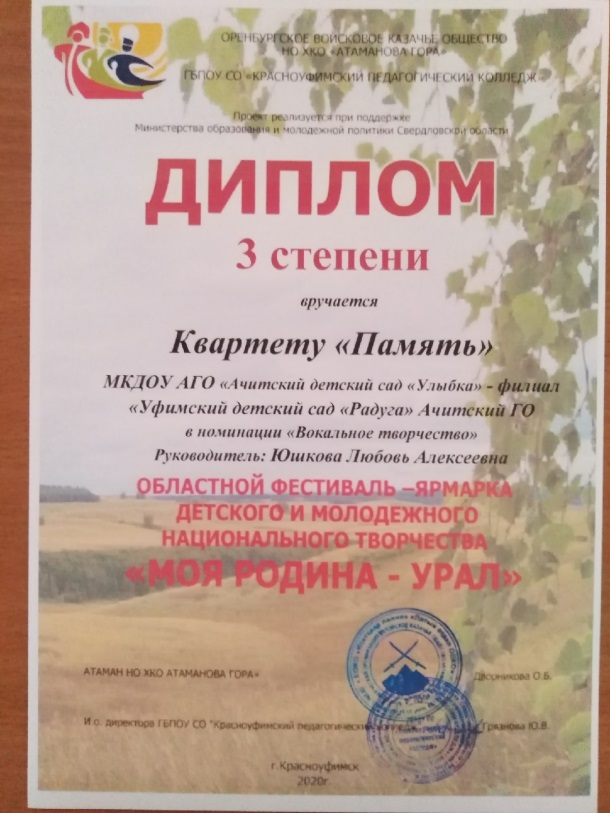 ОРЕНБУРГСКОЕ ВОЙСКОВОЕ КАЗАЧЬЕ ОБЩЕСТВО
НО ХКО «АТАМАНОВА ГОРА»
ГБПОУ СО «КРАСНОУФИМСКИЙ ПЕДАГОГИЧЕСКИЙ КОЛЛЕДЖ»
Проект реализуется при поддержке
Министерства образования и молодежной политики Свердловской области
ДИПЛОМ
3 степени
вручается
Квартету «Память»
МКДОУ АГО «Ачитский детский сад «Улыбка» - филиал
«Уфимский детский сад «Радуга» Ачитский ГО
в номинации «Вокальное творчество»
Руководитель: Юшкова Любовь Алексеевна
ОБЛАСТНОЙ ФЕСТИВАЛЬ –ЯРМАРКА
ДЕТСКОГО И МОЛОДЕЖНОГО
НАЦИОНАЛЬНОГО ТВОРЧЕСТВА
«МОЯ РОДИНА - УРАЛ»
АТАМАН НО ХКО АТАМАНОВА ГОРА» Дворникова О.Б.
И.о. директора ГБПОУ СО "Красноуфимский педагогический Грязнова Ю.В.
г.Красноуфимск
2020г